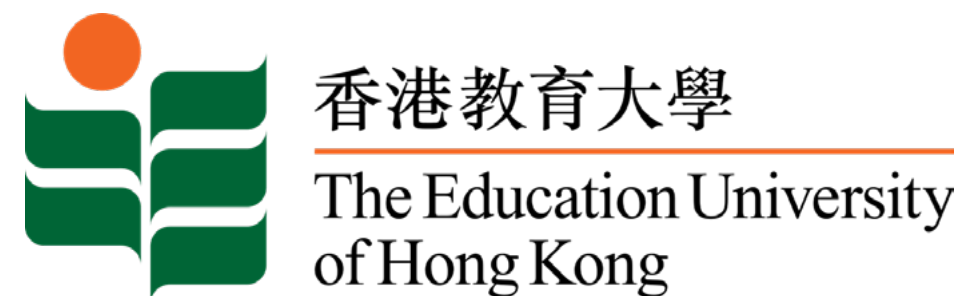 香港教育大學
The Education University
of Hong Kong